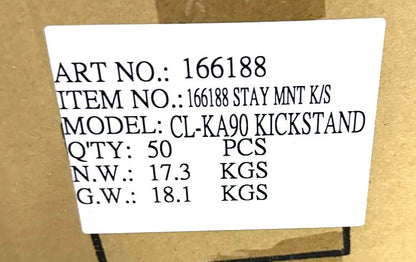 ART NO.: 166188
ITEM NO.: 166188 STAY MNT K/S
MODEL: CL-KA90 KICKSTAND
Q'TY: 50 PCS
N.W.: 17.3 KGS
G.W.: 18.1 KGS